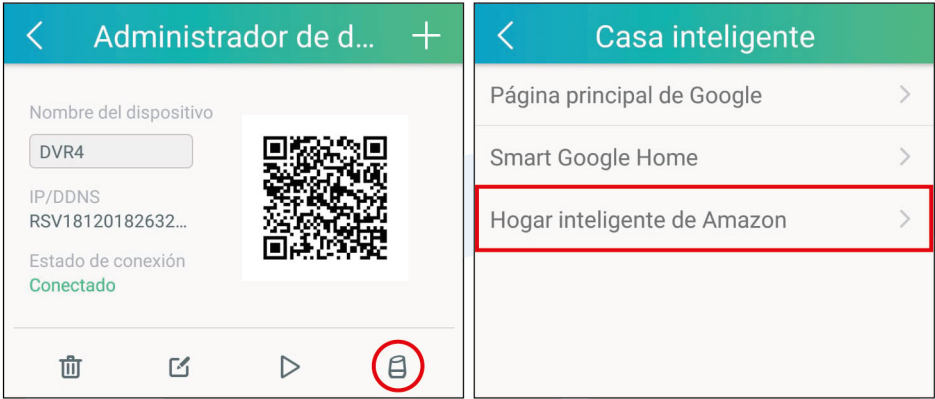 Administrador de d...
Nombre del dispositivo
DVR4
IP/DDNS
RSV18120182632...
Estado de conexión
Conectado
Casa inteligente
Página principal de Google
Smart Google Home
Hogar inteligente de Amazon